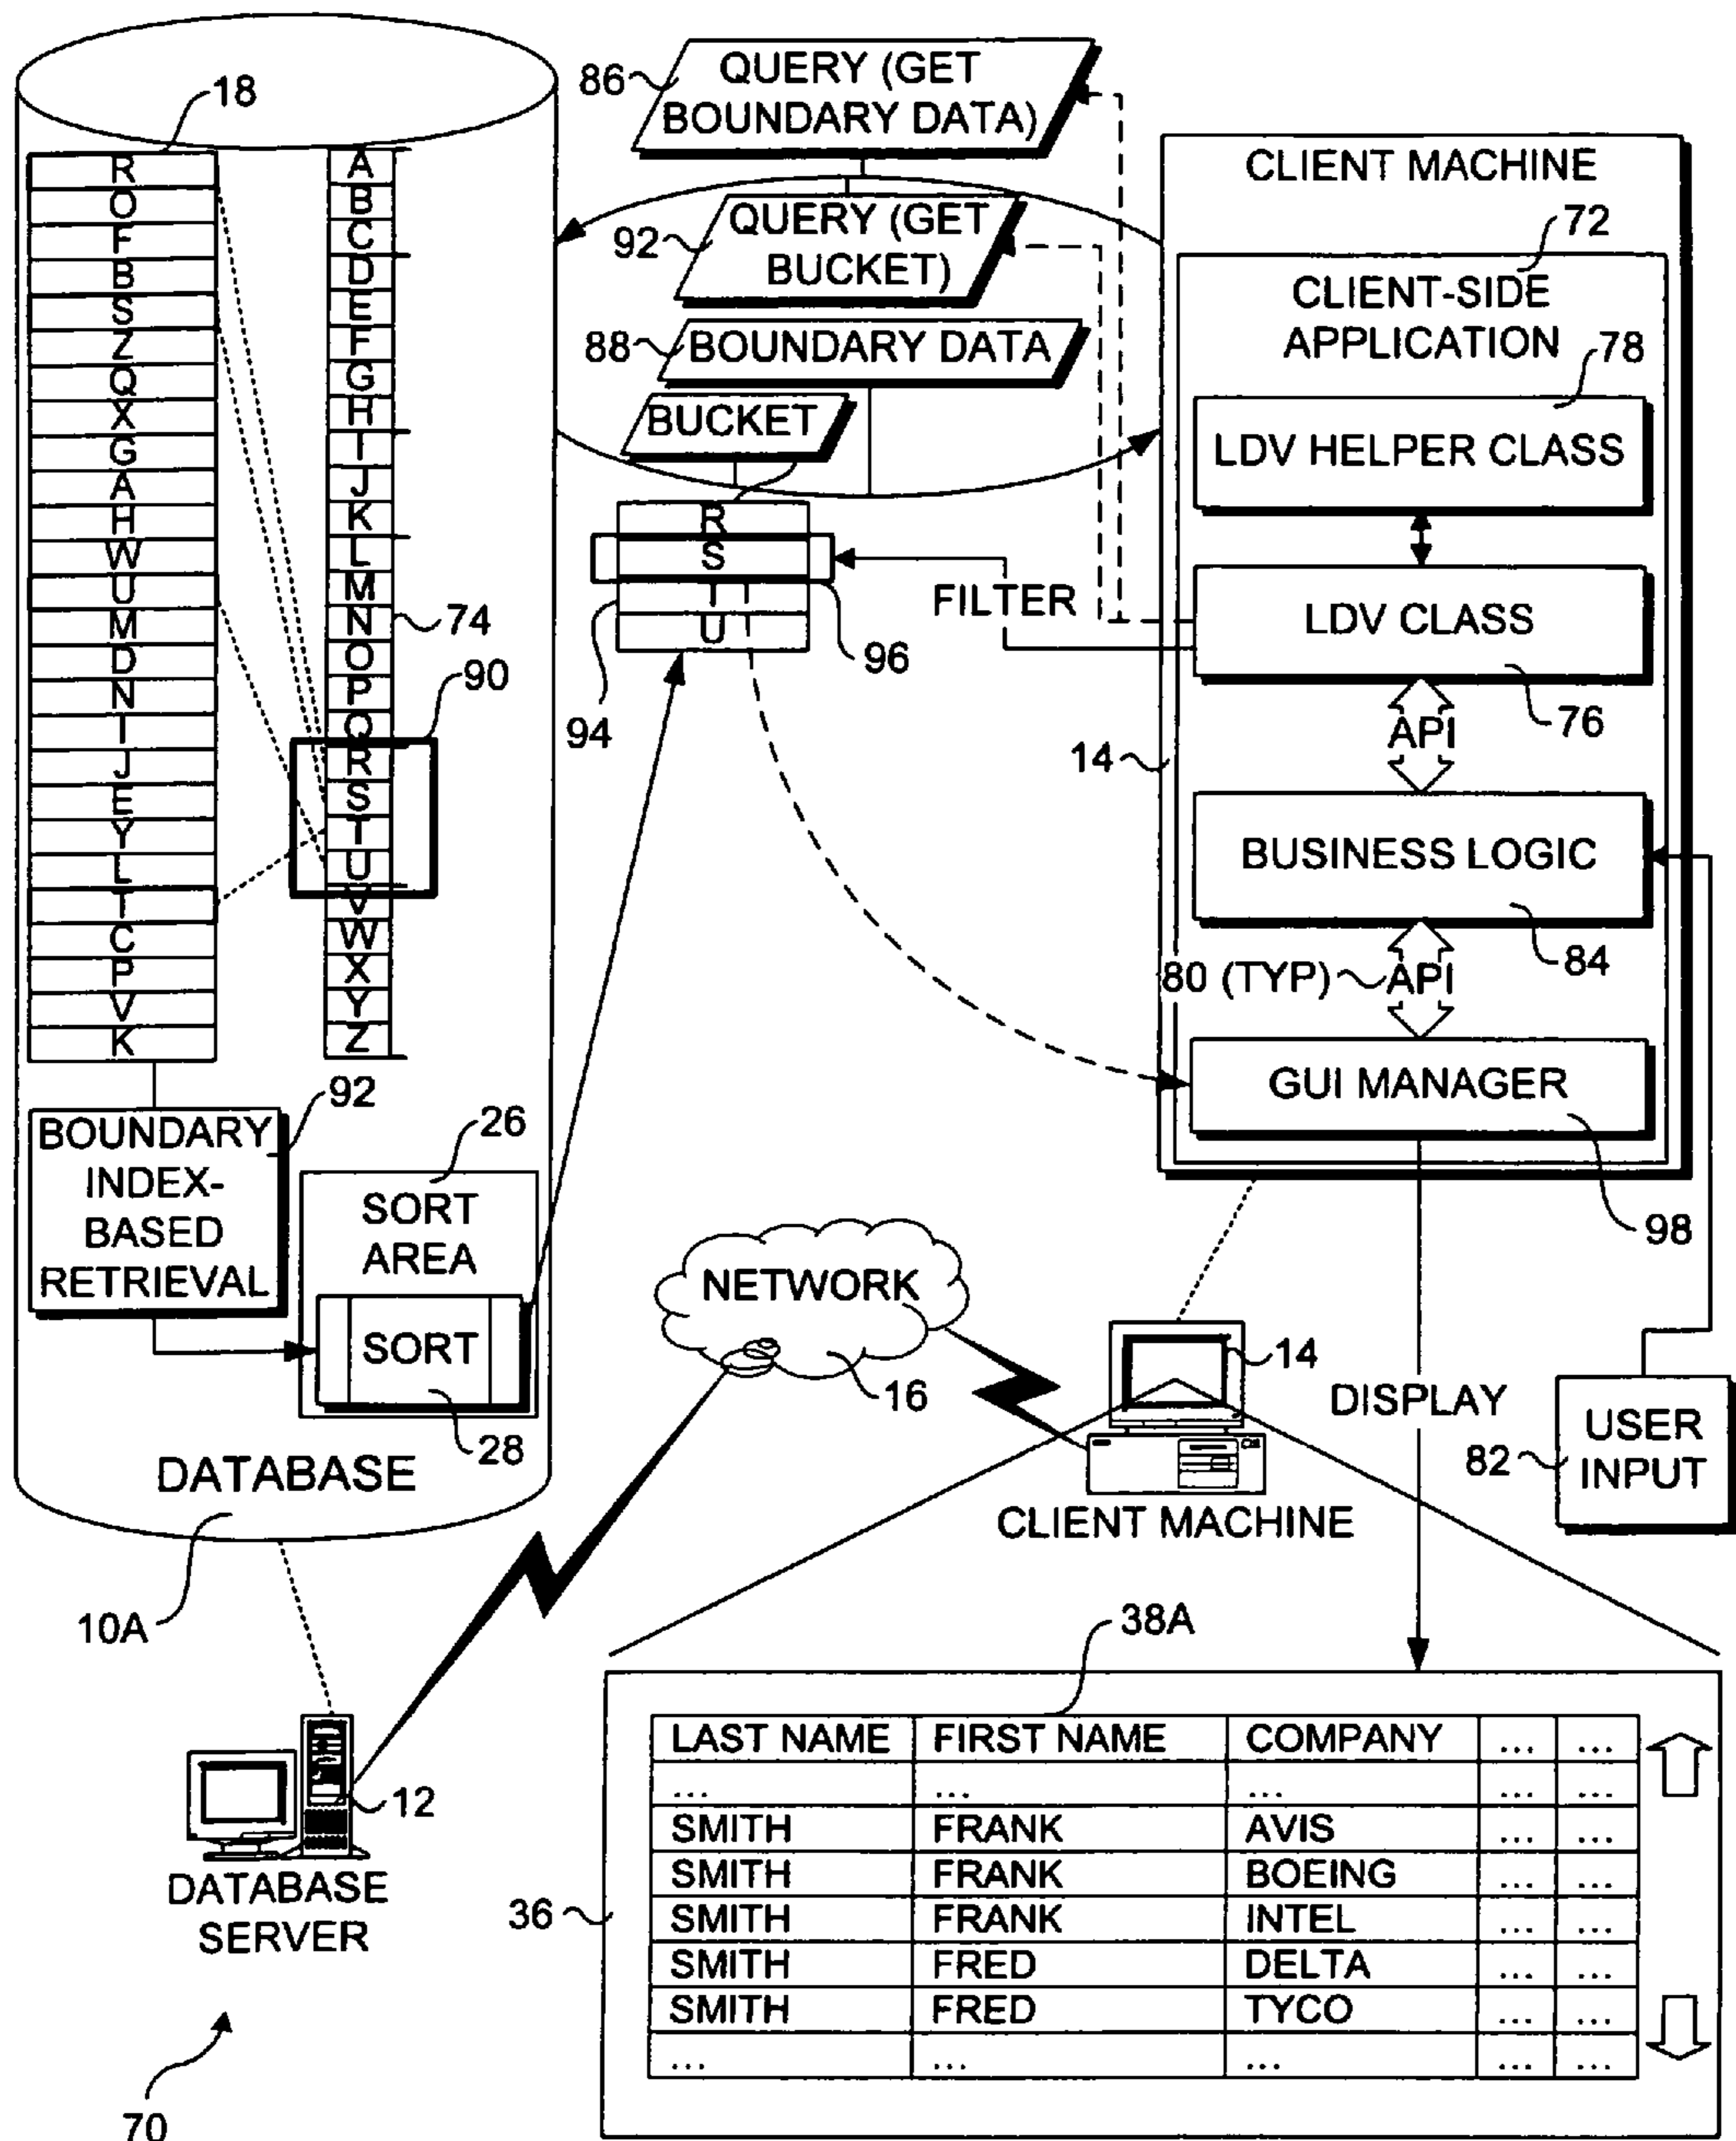 86
QUERY (GET
BOUNDARY DATA)
92
QUERY (GET
BUCKET)
88
BOUNDARY DATA
BUCKET
R
S
T
U
94
96
FILTER
18
R
O
F
B
S
Z
Q
X
G
A
H
W
U
M
D
N
I
J
E
Y
L
T
C
P
V
K
A
B
C
D
E
F
G
H
I
J
K
L
M
N
O
P
Q
R
S
T
U
V
W
X
Y
Z
74
90
92
BOUNDARY
INDEX-
BASED
RETRIEVAL
26
SORT
AREA
SORT
28
DATABASE
10A
CLIENT MACHINE
72
CLIENT-SIDE
APPLICATION
78
LDV HELPER CLASS
LDV CLASS
76
API
14
BUSINESS LOGIC
84
80 (TYP)
API
GUI MANAGER
98
NETWORK
16
14
CLIENT MACHINE
DISPLAY
82
USER
INPUT
12
DATABASE
SERVER
70
38A
36
LAST NAME FIRST NAME COMPANY ... ...
... ... ... ... ...
SMITH FRANK AVIS ... ...
SMITH FRANK BOEING ... ...
SMITH FRANK INTEL ... ...
SMITH FRED DELTA ... ...
SMITH FRED TYCO ... ...
... ... ... ... ...